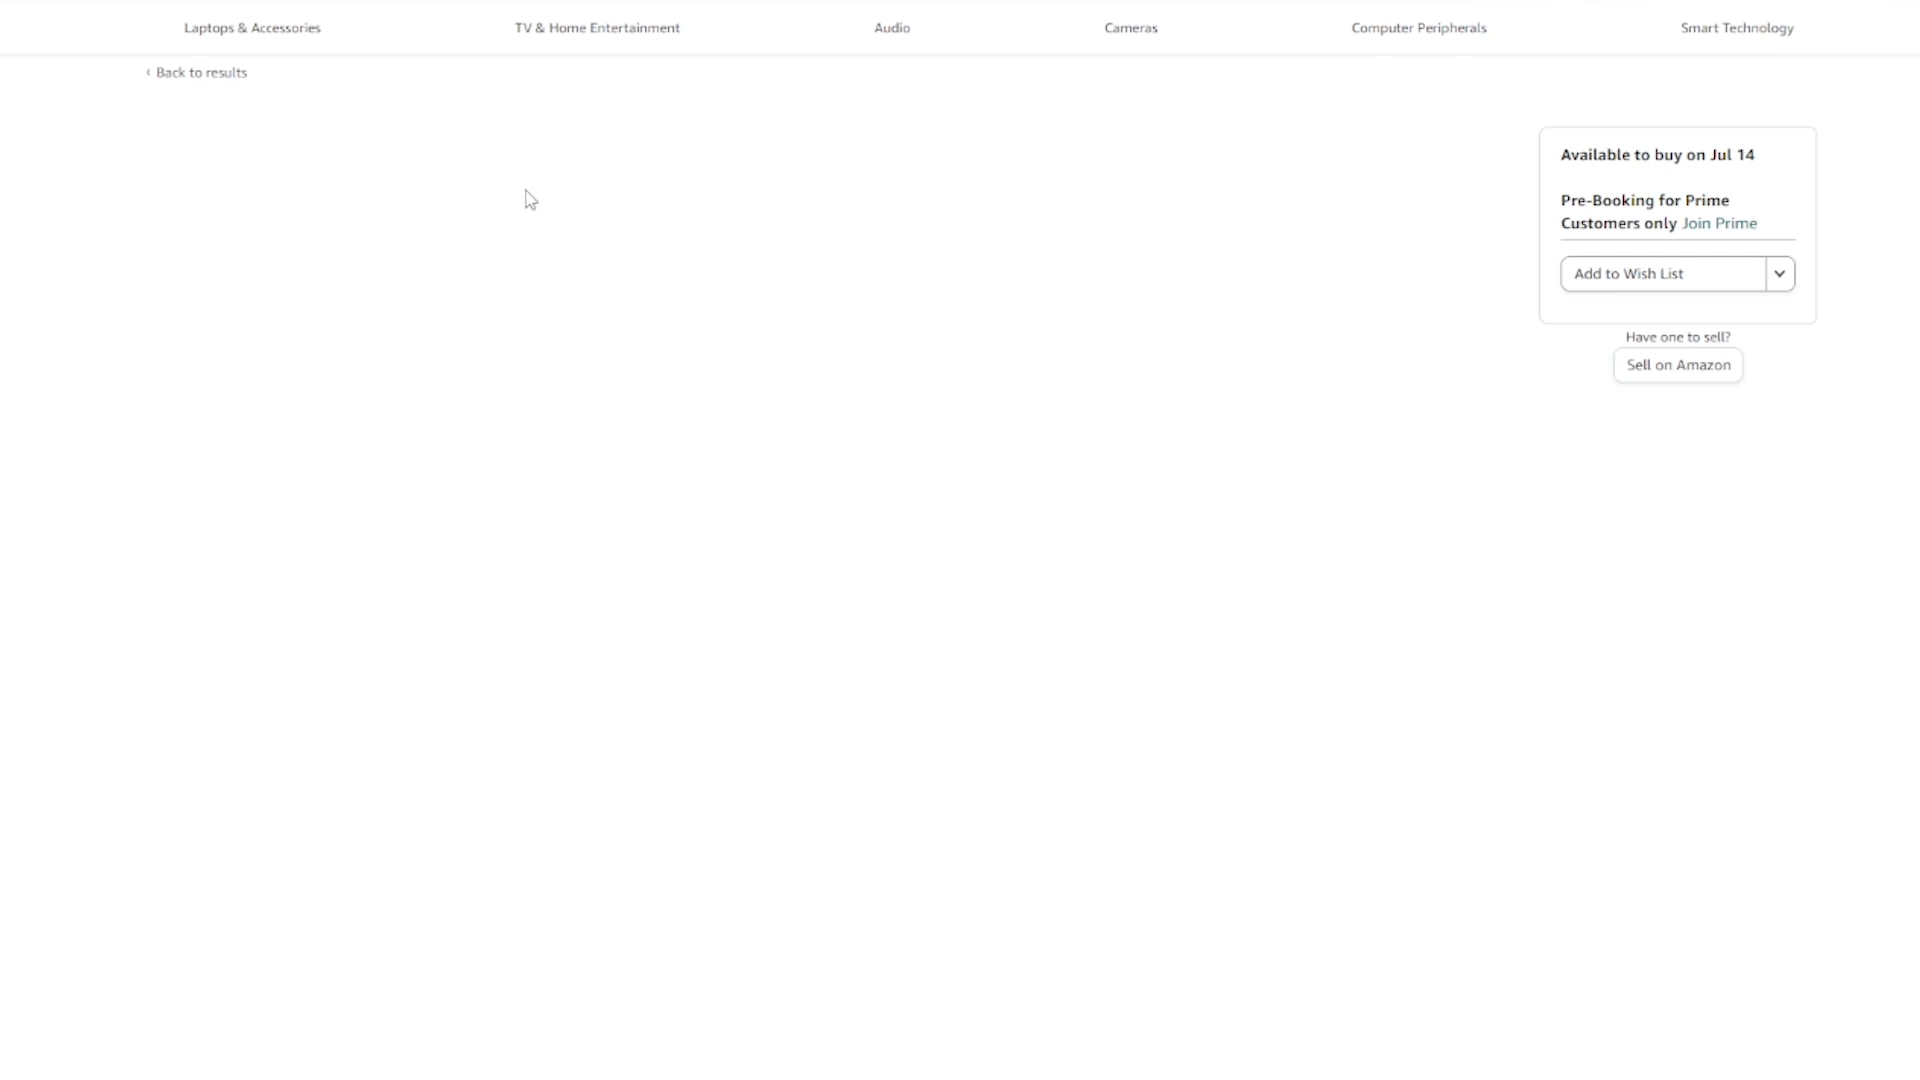 Laptops & Accessories TV & Home Entertainment Audio Cameras Computer Peripherals Smart Technology
‹ Back to results
Available to buy on Jul 14
Pre-Booking for Prime
Customers only Join Prime
Add to Wish List
Have one to sell?
Sell on Amazon